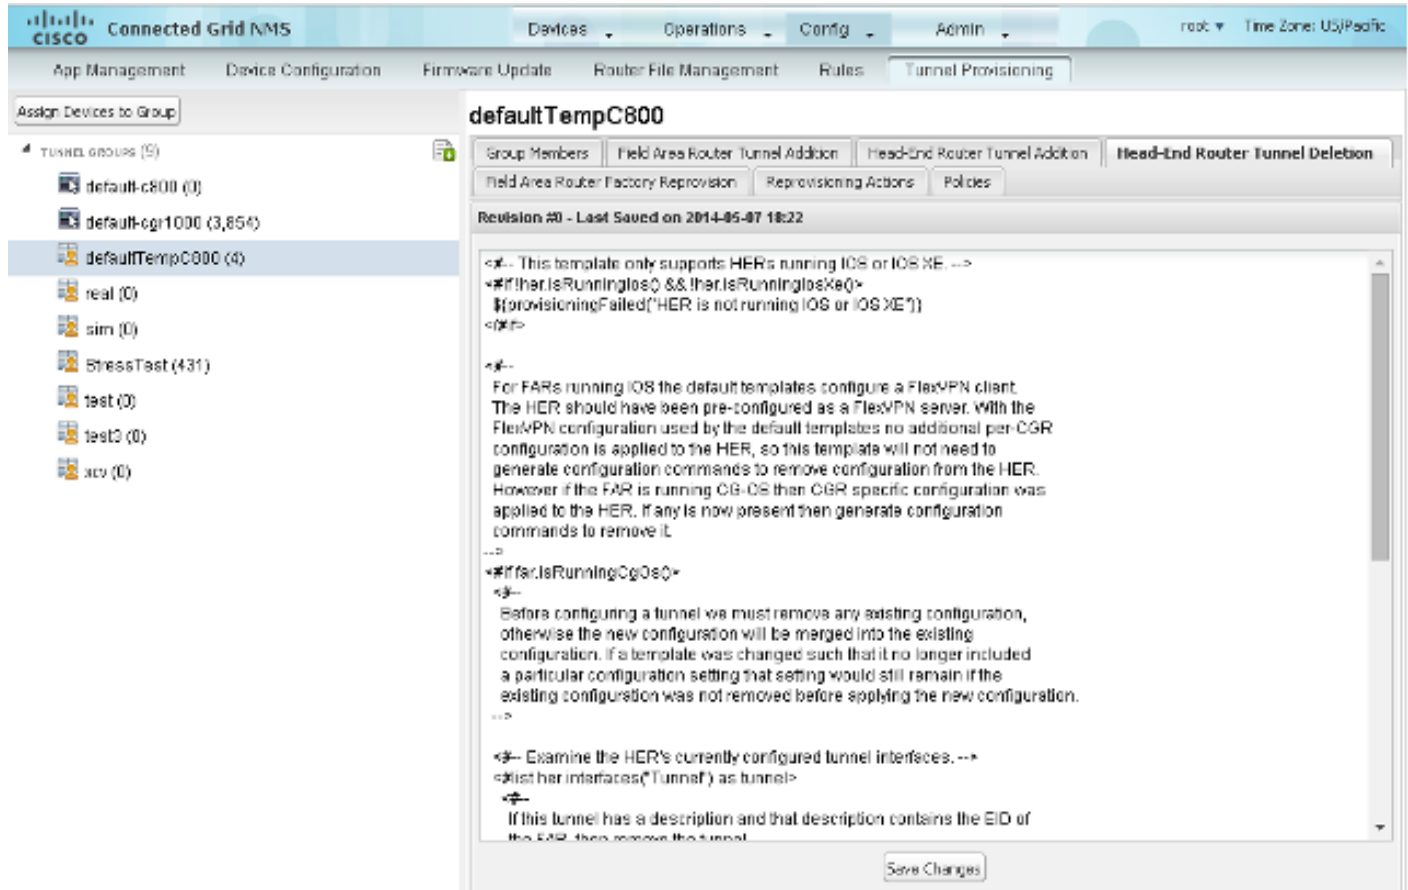 CISCO Connected Grid NMS Devices Operations Config Admin root Time Zone: US/Pacific
App Management Device Configuration Firmware Update Router File Management Rules Tunnel Provisioning
Assign Devices to Group
TUNNEL GROUPS (9)
default-c800 (0)
default-cgr1000 (3,854)
defaultTempC800 (4)
real (0)
sim (0)
StressTest (431)
test (0)
test3 (0)
xcv (0)
defaultTempC800
Group Members Field Area Router Tunnel Addition Head-End Router Tunnel Addition Head-End Router Tunnel Deletion
Field Area Router Factory Reprovision Reprovisioning Actions Policies
Revision #0 - Last Saved on 2014-05-07 18:22
<#-- This template only supports HERs running IOS or IOS XE. -->
<#if !her.isRunningIos() && !her.isRunningIosXe()>
${provisioningFailed("HER is not running IOS or IOS XE")}
</#if>
<#--
For FARs running IOS the default templates configure a FlexVPN client.
The HER should have been pre-configured as a FlexVPN server. With the
FlexVPN configuration used by the default templates no additional per-CGR
configuration is applied to the HER, so this template will not need to
generate configuration commands to remove configuration from the HER.
However if the FAR is running CG-OS then CGR specific configuration was
applied to the HER. If any is now present then generate configuration
commands to remove it.
-->
<#if far.isRunningCgOs()>
<#--
Before configuring a tunnel we must remove any existing configuration,
otherwise the new configuration will be merged into the existing
configuration. If a template was changed such that it no longer included
a particular configuration setting that setting would still remain if the
existing configuration was not removed before applying the new configuration.
-->
<#-- Examine the HER's currently configured tunnel interfaces. -->
<#list her.interfaces("Tunnel") as tunnel>
<#--
If this tunnel has a description and that description contains the EID of
the FAR, then remove the tunnel
Save Changes